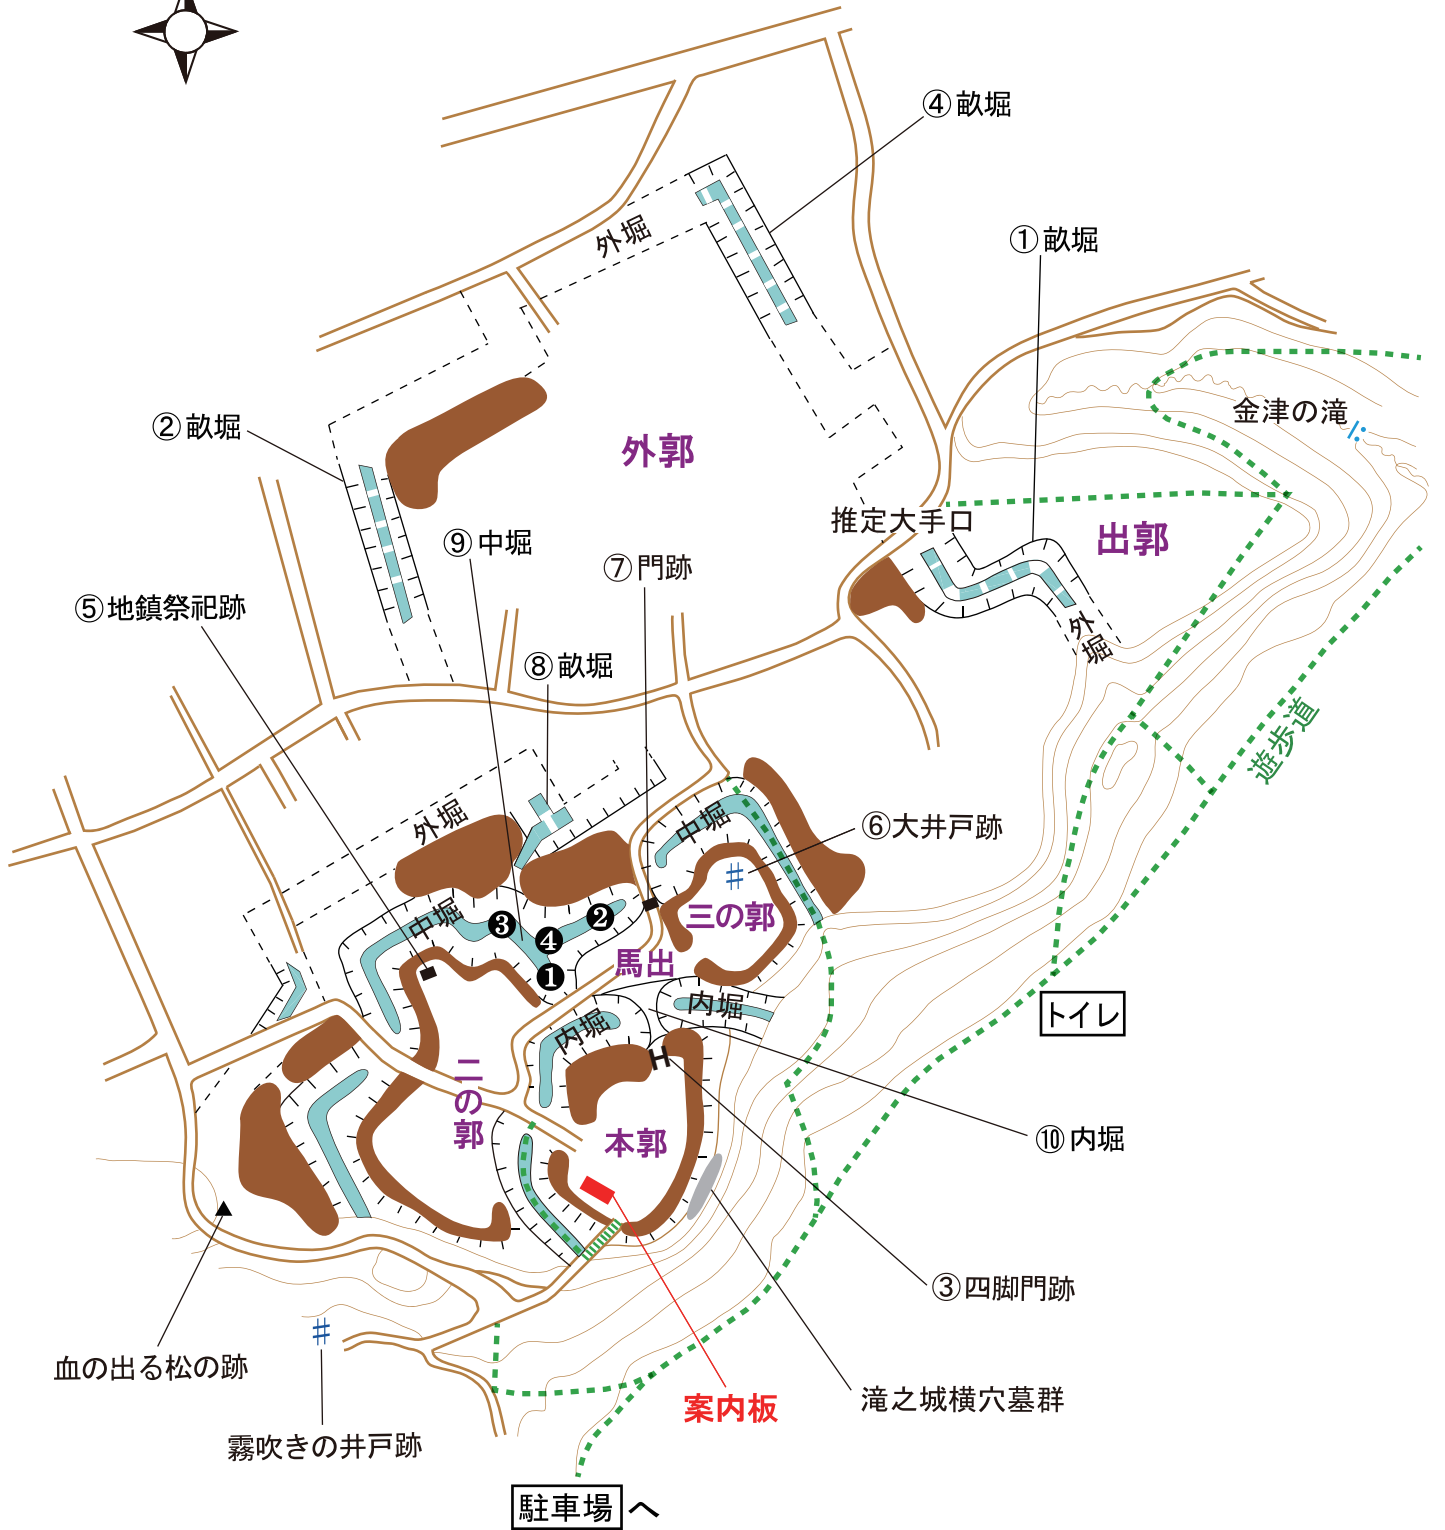 ④畝堀
外堀
①畝堀
②畝堀
金津の滝
外郭
推定大手口
出郭
⑨中堀
⑦門跡
⑤地鎮祭祀跡
外堀
⑧畝堀
遊歩道
外堀
中堀
⑥大井戸跡
中堀
❸
❷
三の郭
❹
馬出
❶
内堀
内堀
トイレ
二の郭
本郭
⑩内堀
③四脚門跡
血の出る松の跡
滝之城横穴墓群
案内板
霧吹きの井戸跡
駐車場へ